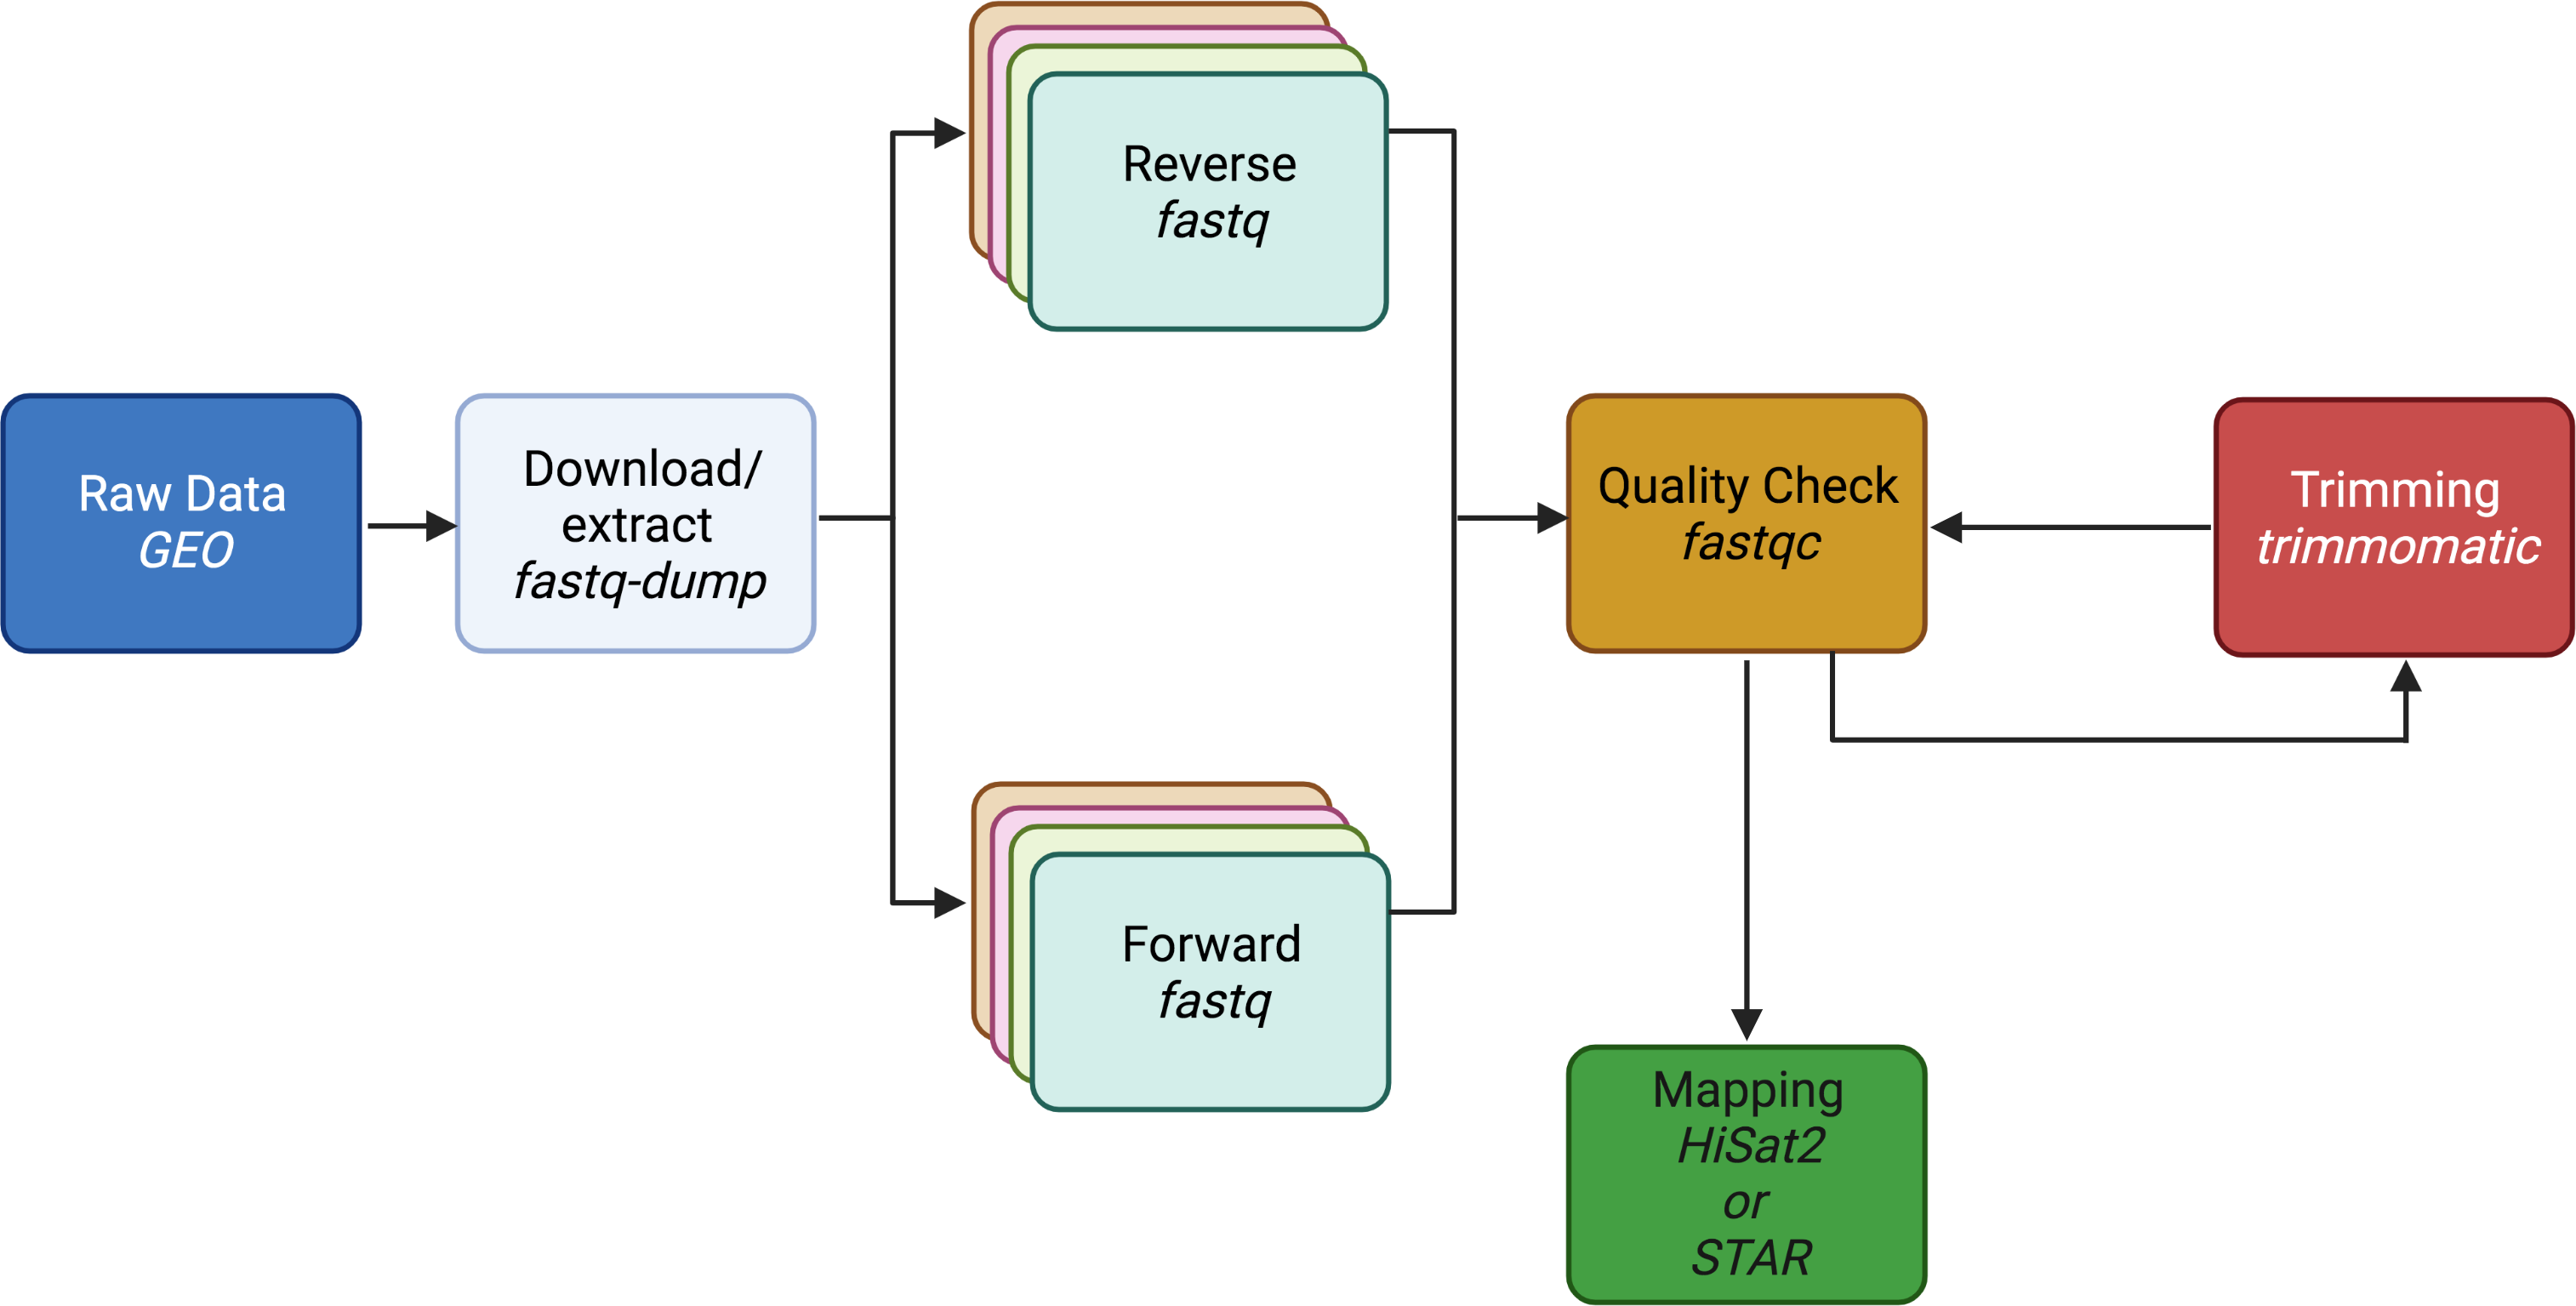 Raw Data
GEO
Download/
extract
fastq-dump
Reverse
fastq
Forward
fastq
Quality Check
fastqc
Trimming
trimmomatic
Mapping
HiSat2
or
STAR